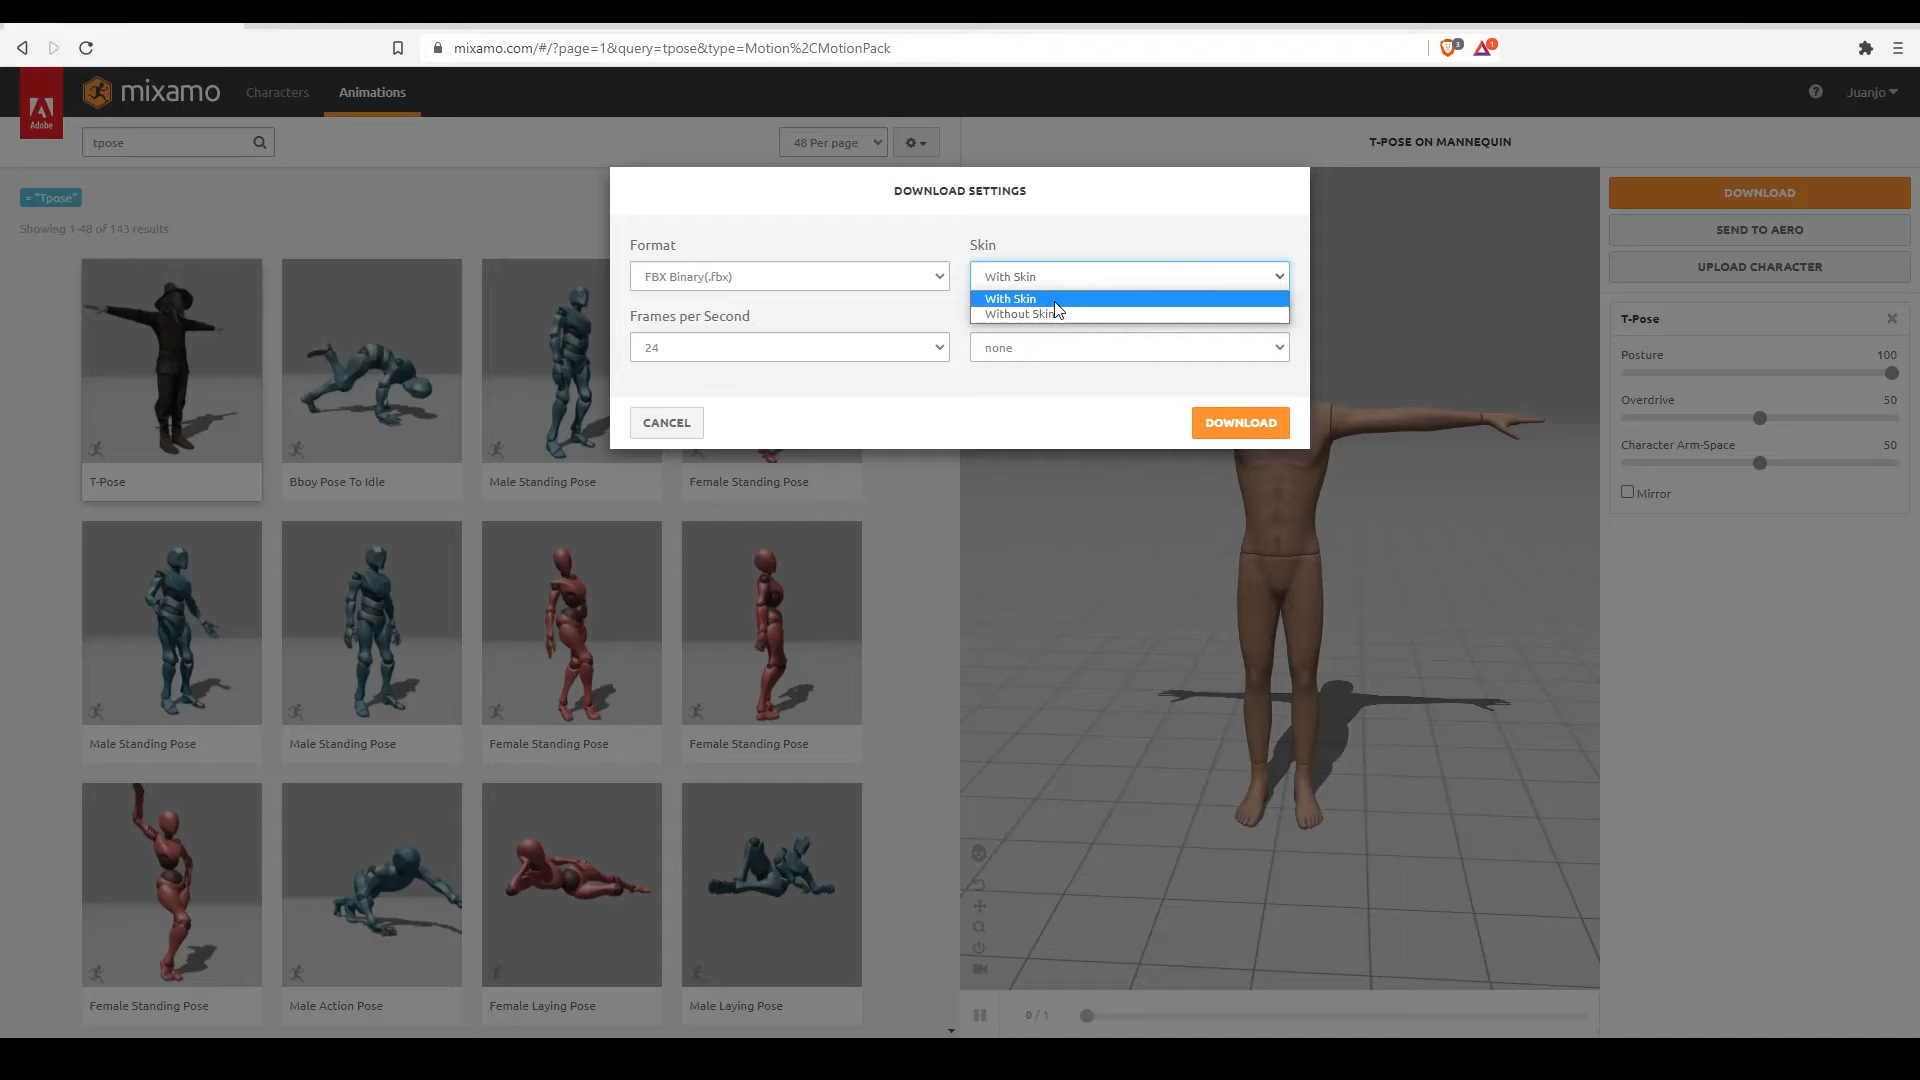 mixamo.com/#/?page=1&query=tpose&type=Motion%2CMotionPack
3
1
Adobe
mixamo
Characters
Animations
Juanjo
tpose
48 Per page
T-POSE ON MANNEQUIN
= "Tpose"
Showing 1-48 of 143 results
DOWNLOAD SETTINGS
Format
Skin
FBX Binary(.fbx)
With Skin
With Skin
Without Skin
Frames per Second
24
none
CANCEL
DOWNLOAD
DOWNLOAD
SEND TO AERO
UPLOAD CHARACTER
T-Pose
Posture 100
Overdrive 50
Character Arm-Space 50
Mirror
T-Pose
Bboy Pose To Idle
Male Standing Pose
Female Standing Pose
Male Standing Pose
Male Standing Pose
Female Standing Pose
Female Standing Pose
Female Standing Pose
Male Action Pose
Female Laying Pose
Male Laying Pose
0 / 1